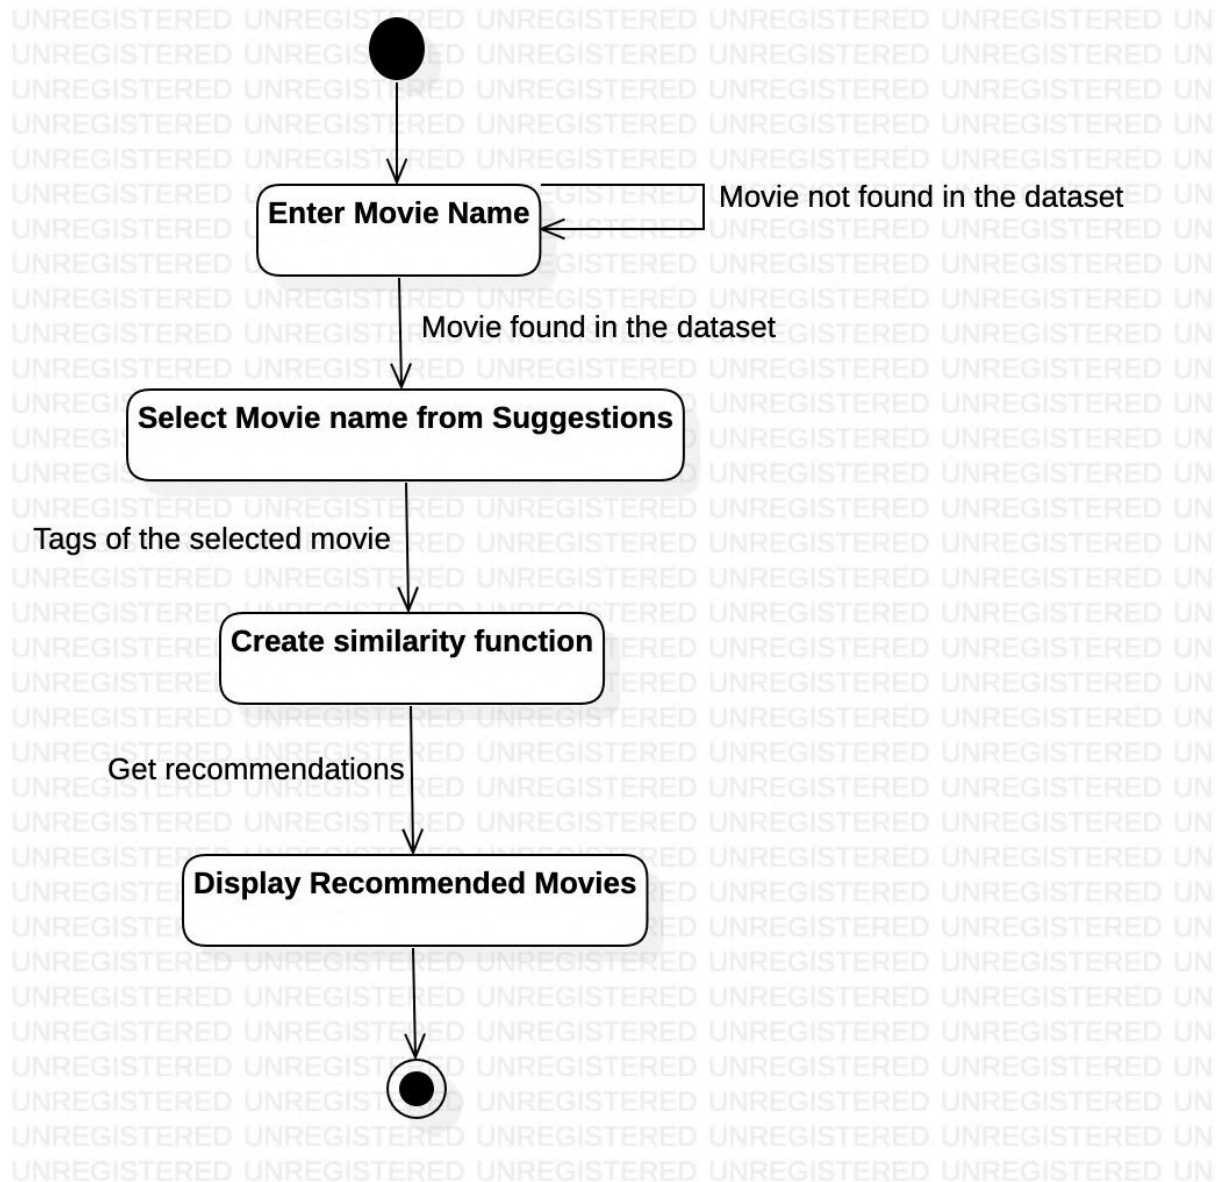 Enter Movie Name
Movie not found in the dataset
Movie found in the dataset
Select Movie name from Suggestions
Tags of the selected movie
Create similarity function
Get recommendations
Display Recommended Movies